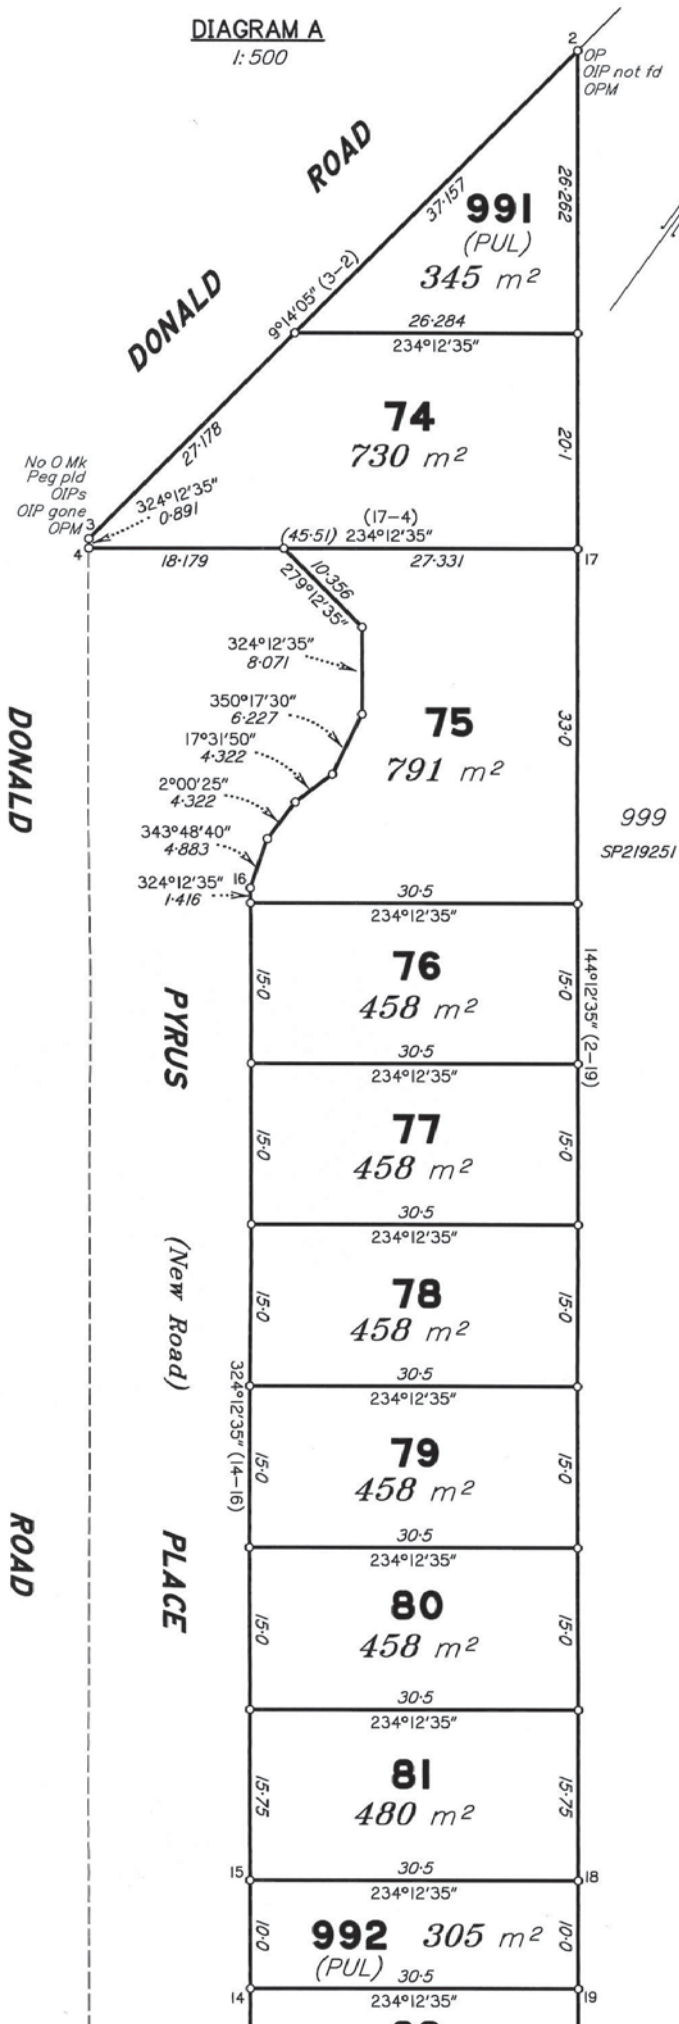 DIAGRAM A
1:500
2
OP
OIP not fd
OPM
ROAD
DONALD
37·157
26·262
991
(PUL)
345 m²
9°14'05" (3-2)
26·284
234°12'35"
74
730 m²
20·1
27·178
No O Mk
Peg pld
OIPs
OIP gone
OPM
3
324°12'35"
0·891
4
(17-4)
(45·51) 234°12'35"
18·179
27·331
17
10·356
279°12'35"
324°12'35"
8·071
350°17'30"
6·227
17°31'50"
4·322
2°00'25"
4·322
343°48'40"
4·883
324°12'35"
1·416
16
75
791 m²
33·0
DONALD
999
SP219251
30·5
234°12'35"
76
458 m²
15·0
15·0
144°12'35" (2-19)
PYRUS
30·5
234°12'35"
77
458 m²
15·0
15·0
30·5
234°12'35"
78
458 m²
15·0
15·0
(New Road)
30·5
234°12'35"
324°12'35" (14-16)
79
458 m²
15·0
15·0
ROAD
PLACE
30·5
234°12'35"
80
458 m²
15·0
15·0
30·5
234°12'35"
81
480 m²
15·75
15·75
15
30·5
18
234°12'35"
992 305 m²
(PUL)
10·0
10·0
30·5
14
19
234°12'35"